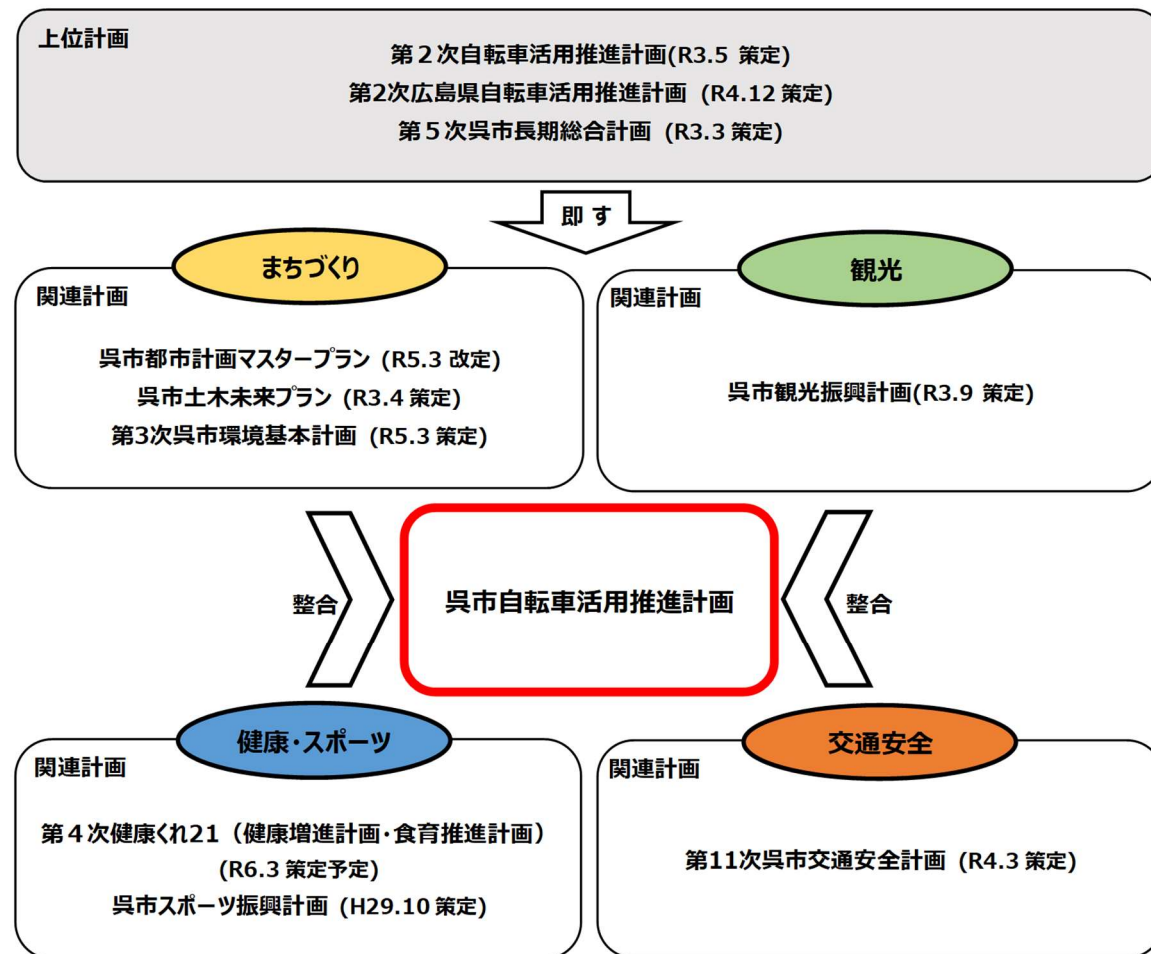 上位計画
第２次自転車活用推進計画(R3.5 策定)
第2次広島県自転車活用推進計画 (R4.12 策定)
第５次呉市長期総合計画 (R3.3 策定)
即 す
まちづくり
関連計画
呉市都市計画マスタープラン (R5.3 改定)
呉市土木未来プラン (R3.4 策定)
第3次呉市環境基本計画 (R5.3 策定)
観光
関連計画
呉市観光振興計画(R3.9 策定)
整合
呉市自転車活用推進計画
整合
健康・スポーツ
関連計画
第４次健康くれ21（健康増進計画・食育推進計画）
(R6.3 策定予定)
呉市スポーツ振興計画 (H29.10 策定)
交通安全
関連計画
第11次呉市交通安全計画 (R4.3 策定)